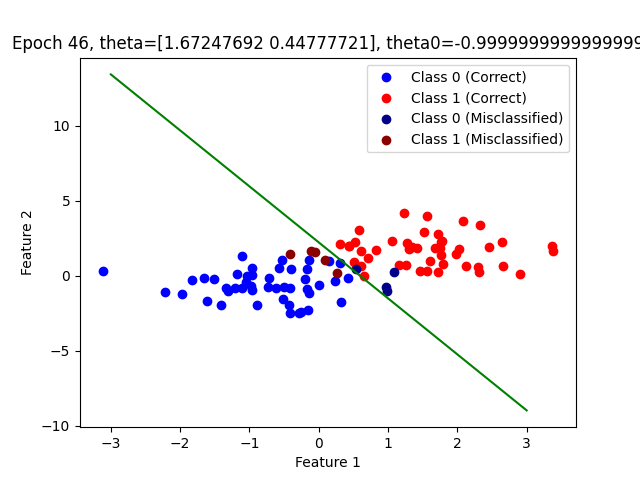 Epoch 46, theta=[1.67247692 0.44777721], theta0=-0.9999999999999999
Class 0 (Correct)
Class 1 (Correct)
Class 0 (Misclassified)
Class 1 (Misclassified)
10
5
0
−5
−10
Feature 2
−3 −2 −1 0 1 2 3
Feature 1